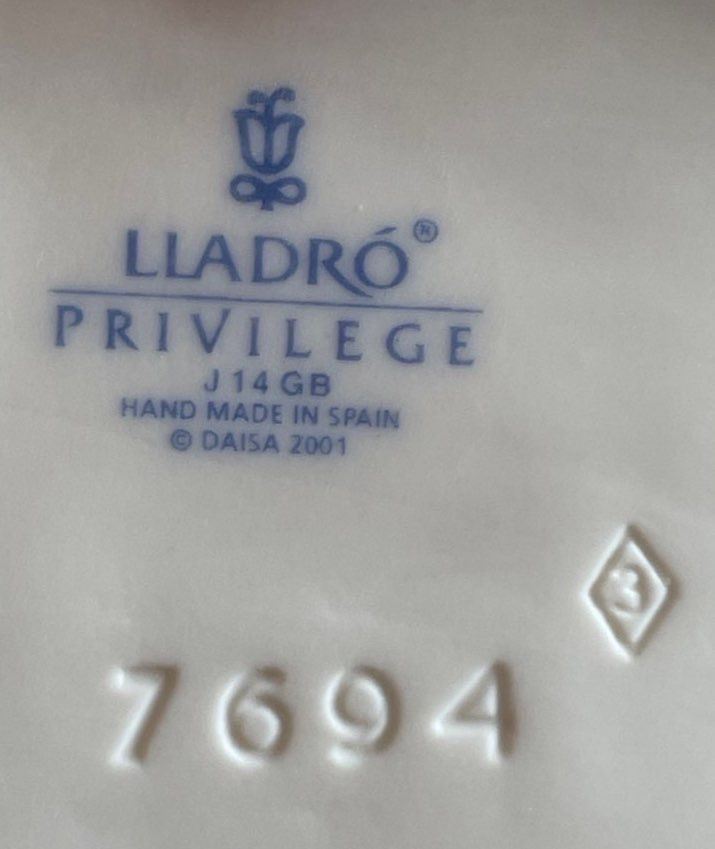 LLADRÓ®
PRIVILEGE
J 14 GB
HAND MADE IN SPAIN
© DAISA 2001
3
7694